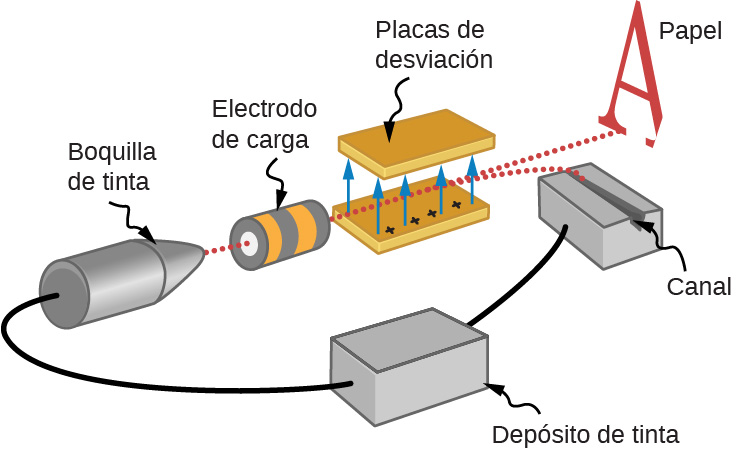 Placas de
desviación
Papel
Electrodo
de carga
Boquilla
de tinta
+ + + +
Canal
Depósito de tinta